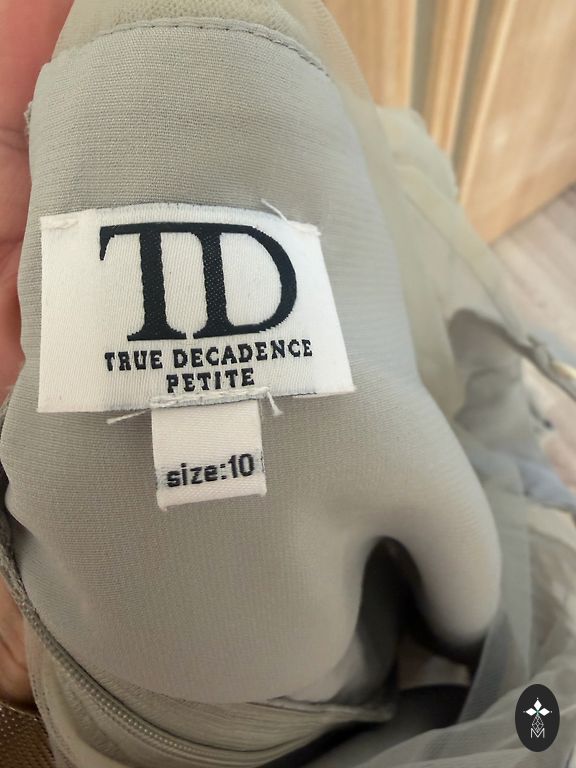 TD
TRUE DECADENCE
PETITE
size:10
M